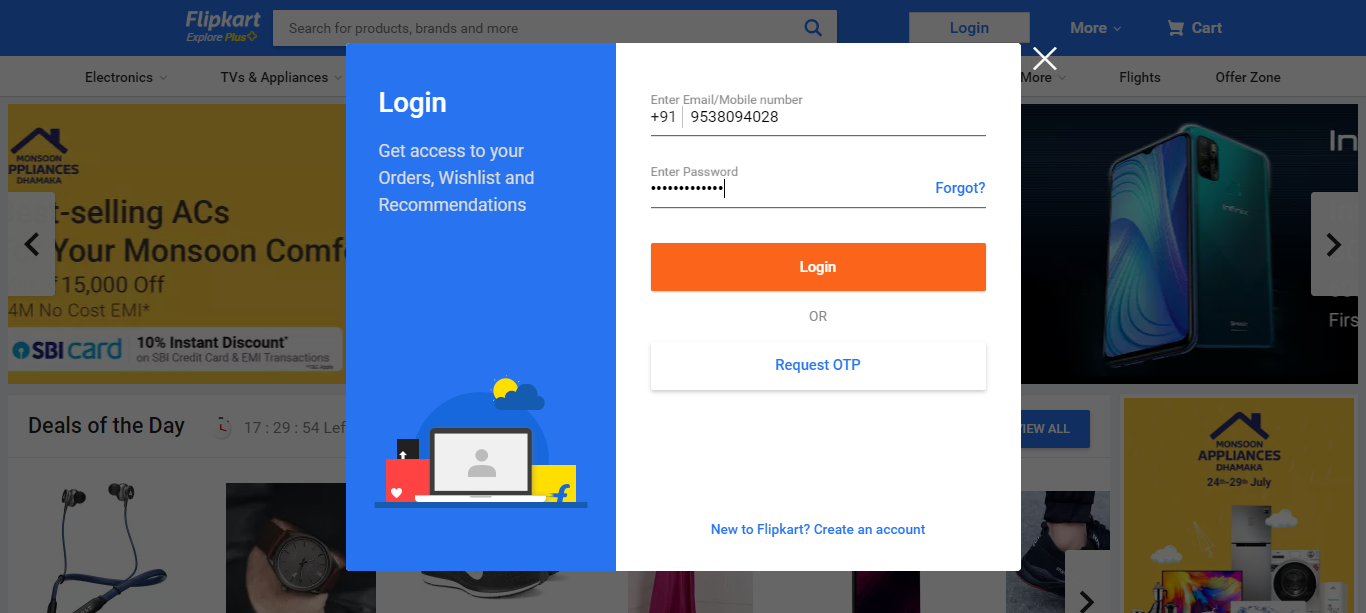 Flipkart
Explore Plus
Search for products, brands and more
Login
More
Cart
Electronics
TVs & Appliances
More
Flights
Offer Zone
Login
Get access to your
Orders, Wishlist and
Recommendations
Enter Email/Mobile number
+91 9538094028
Enter Password
•••••••••••••
Forgot?
Login
OR
Request OTP
New to Flipkart? Create an account
MONSOON
PPLIANCES
DHAMAKA
st-selling ACs
Your Monsoon Comf
15,000 Off
4M No Cost EMI*
SBI card
10% Instant Discount*
on SBI Credit Card & EMI Transactions
In
Infinix
Firs
Deals of the Day
17 : 29 : 54 Lef
VIEW ALL
MONSOON
APPLIANCES
DHAMAKA
24th-29th July